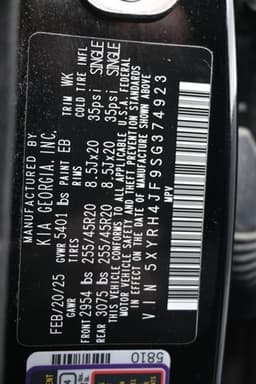 MANUFACTURED BY
KIA GEORGIA, INC.
FEB/20/25
GVWR 5401 lbs PAINT EB TRIM WK
TIRES RIMS COLD TIRE INFL
FRONT 2954 lbs 255/45R20 8.5Jx20 35psi SINGLE
REAR 3075 lbs 255/45R20 8.5Jx20 35psi SINGLE
THIS VEHICLE CONFORMS TO ALL APPLICABLE U.S.A. FEDERAL
MOTOR VEHICLE SAFETY AND THEFT PREVENTION STANDARDS
IN EFFECT ON THE DATE OF MANUFACTURE SHOWN ABOVE
VIN 5XYRH4JF9SG374923
MPV
5810